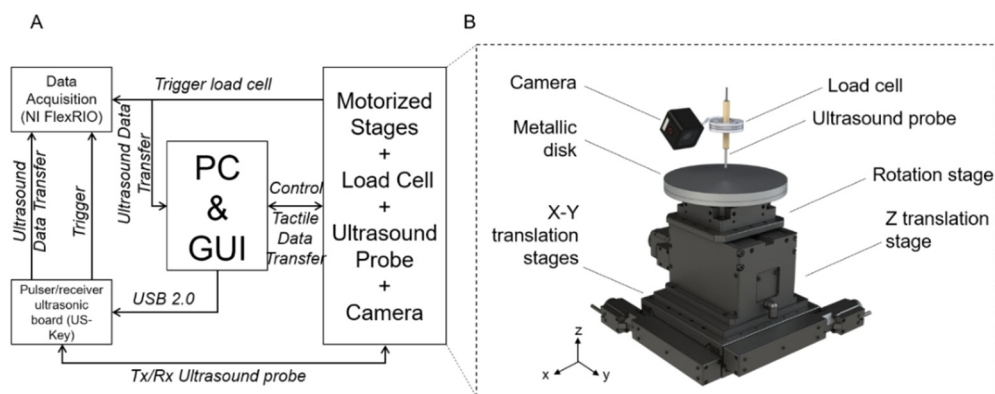 A
B
Data
Acquisition
(NI FlexRIO)
Trigger load cell
Ultrasound
Data Transfer
Trigger
Ultrasound Data
Transfer
PC
&
GUI
Control
Tactile
Data
Transfer
Motorized
Stages
+
Load Cell
+
Ultrasound
Probe
+
Camera
Pulser/receiver
ultrasonic
board (US-
Key)
USB 2.0
Tx/Rx Ultrasound probe
Camera
Metallic
disk
X-Y
translation
stages
Load cell
Ultrasound probe
Rotation stage
Z translation
stage
z
x
y